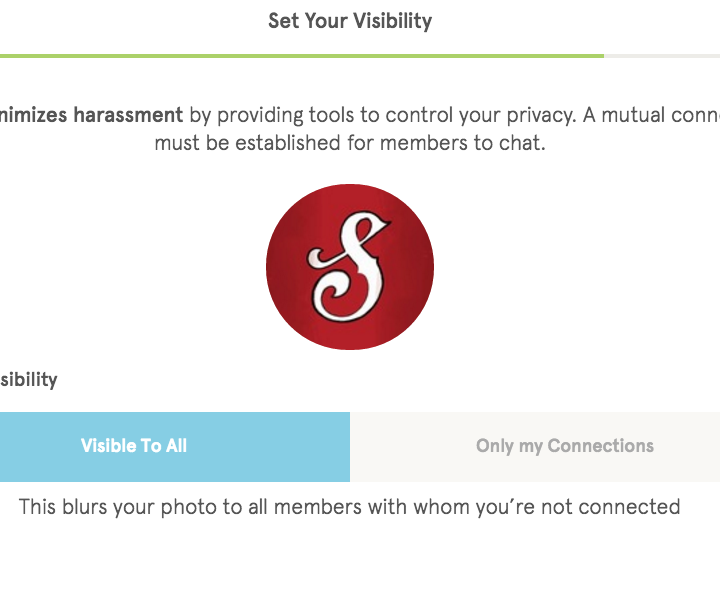 Set Your Visibility
nimizes harassment by providing tools to control your privacy. A mutual conn
must be established for members to chat.
S
sibility
Visible To All
Only my Connections
This blurs your photo to all members with whom you’re not connected